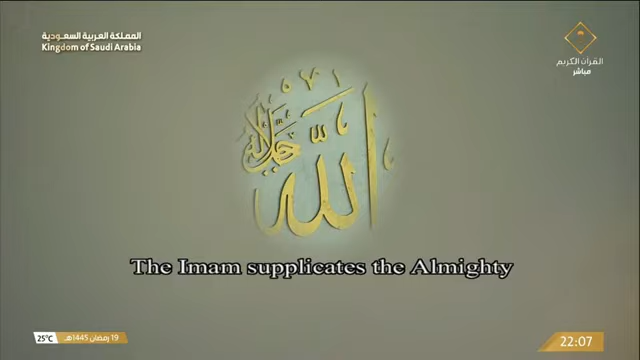 المملكة العربية السعودية
Kingdom of Saudi Arabia
القرآن الكريم
مباشر
الله
جل جلاله
The Imam supplicates the Almighty
25°C
19 رمضان 1445هـ
22:07